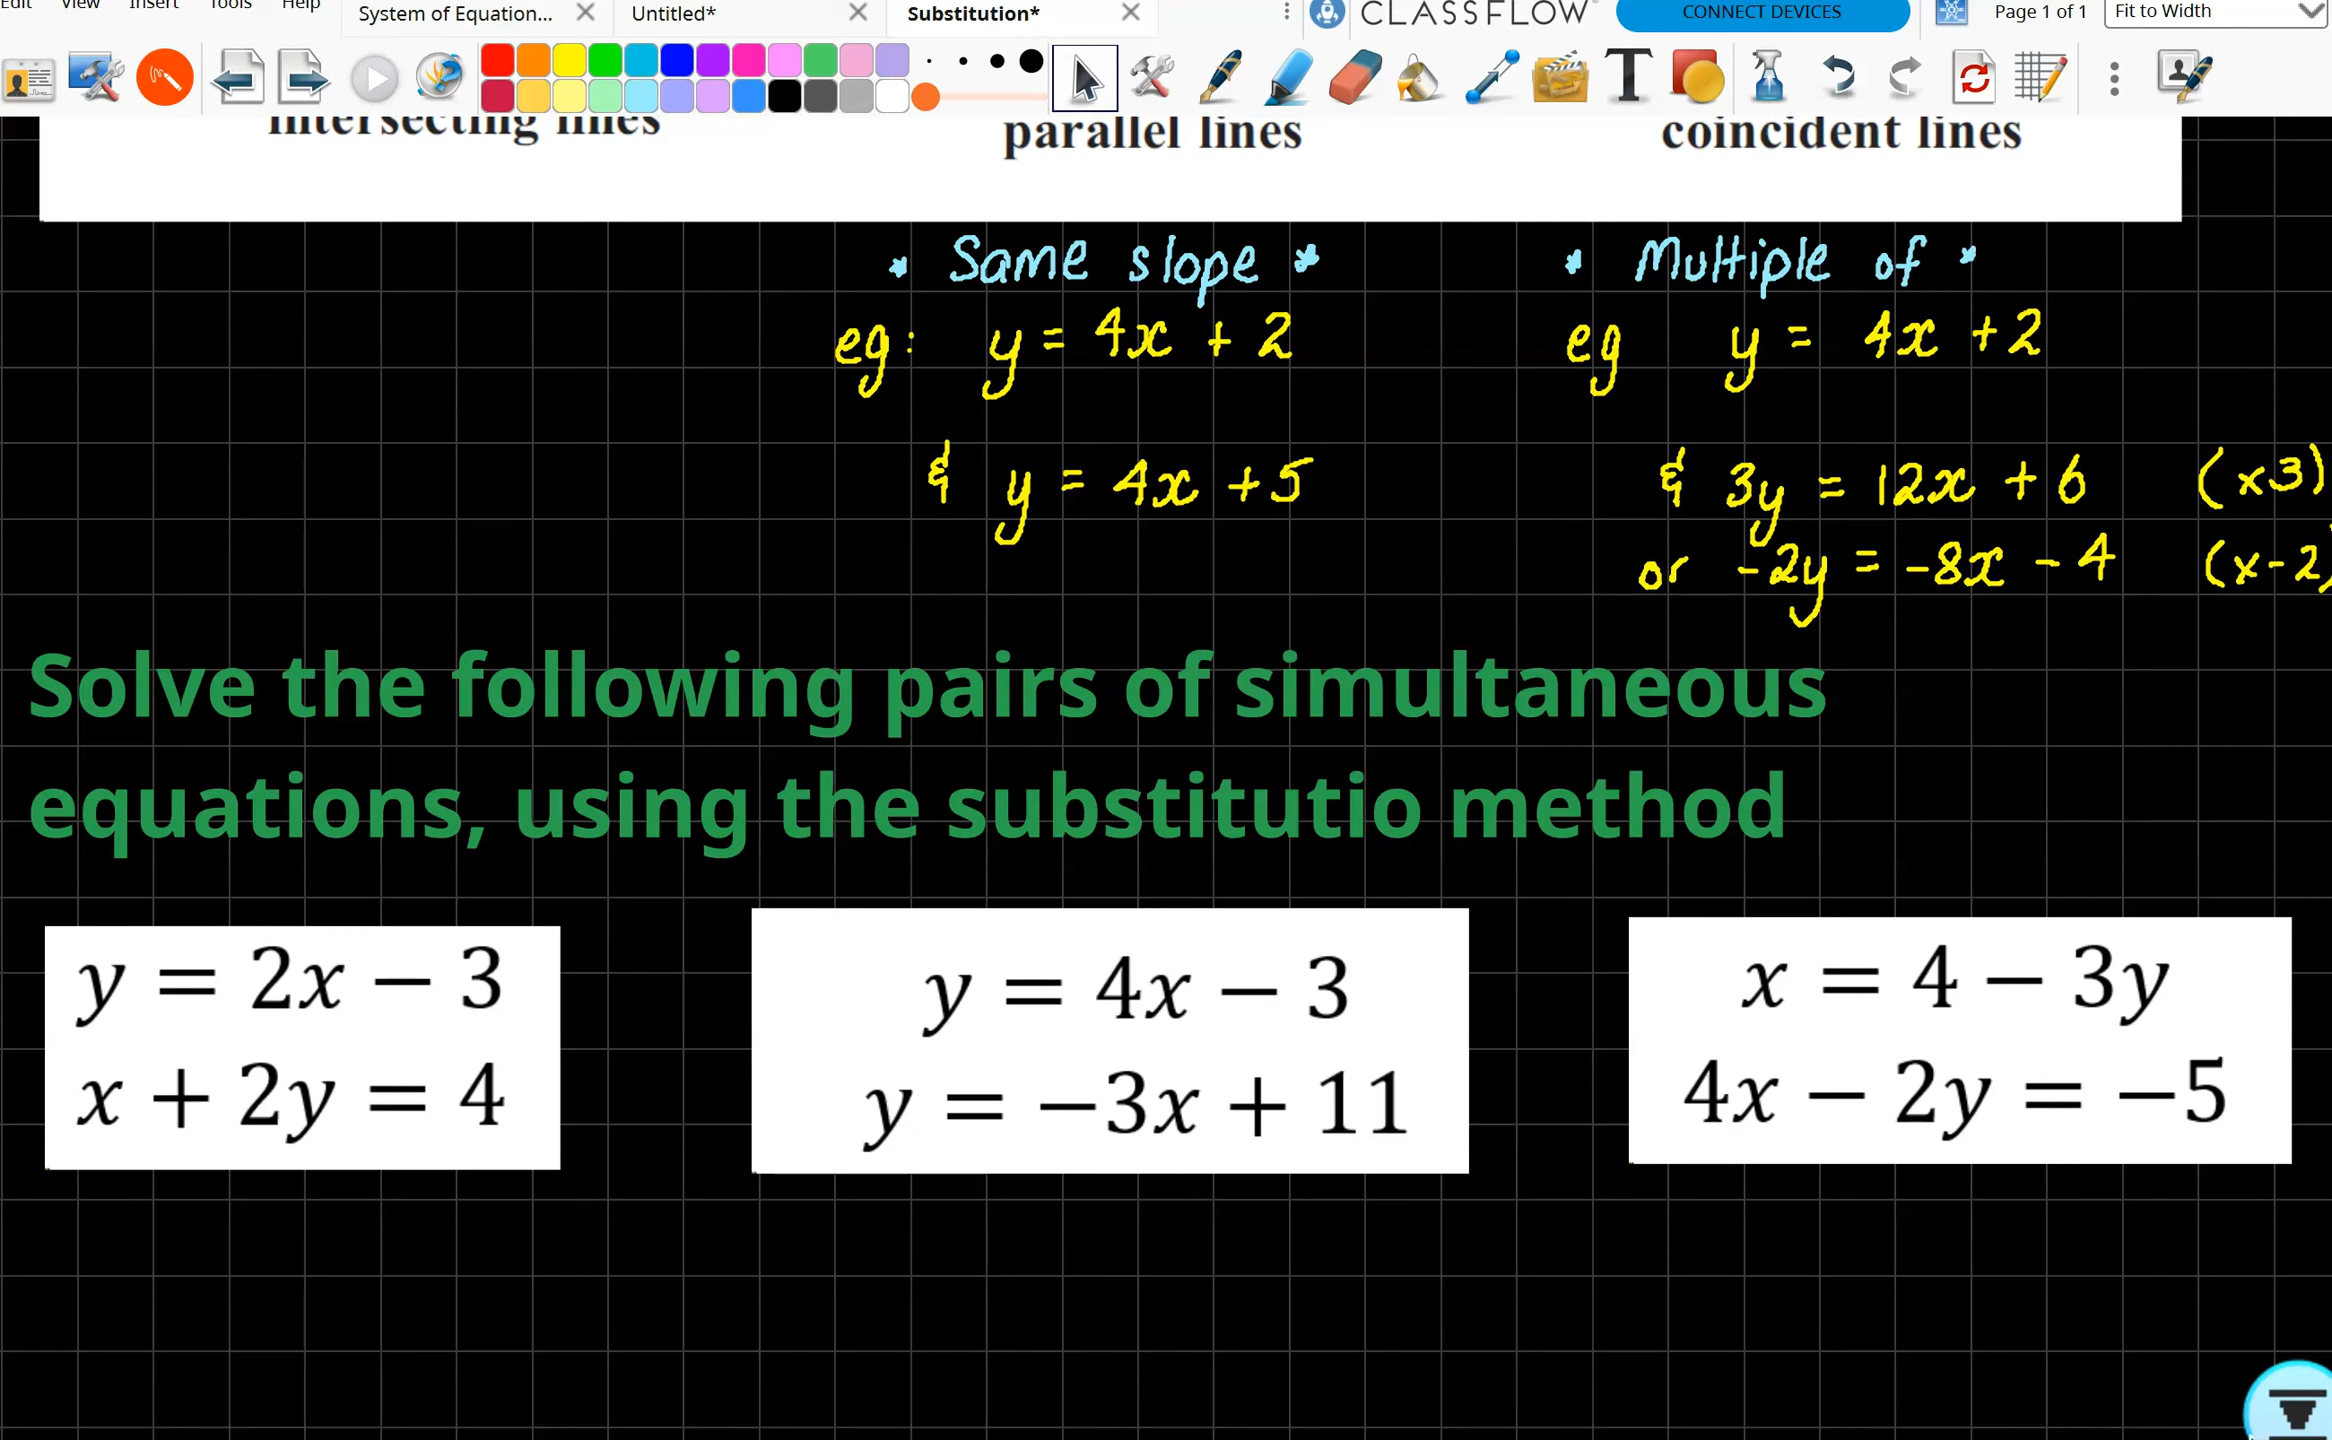 Edit View Insert Tools Help
System of Equation... Untitled* Substitution* CLASSFLOW CONNECT DEVICES Page 1 of 1 Fit to Width
intersecting lines parallel lines coincident lines
* Same slope * * Multiple of *
eg: y = 4x + 2 eg y = 4x + 2
& y = 4x + 5 & 3y = 12x + 6 (x3)
or -2y = -8x - 4 (x-2)
Solve the following pairs of simultaneous
equations, using the substitutio method
y = 2x − 3 y = 4x − 3 x = 4 − 3y
x + 2y = 4 y = −3x + 11 4x − 2y = −5